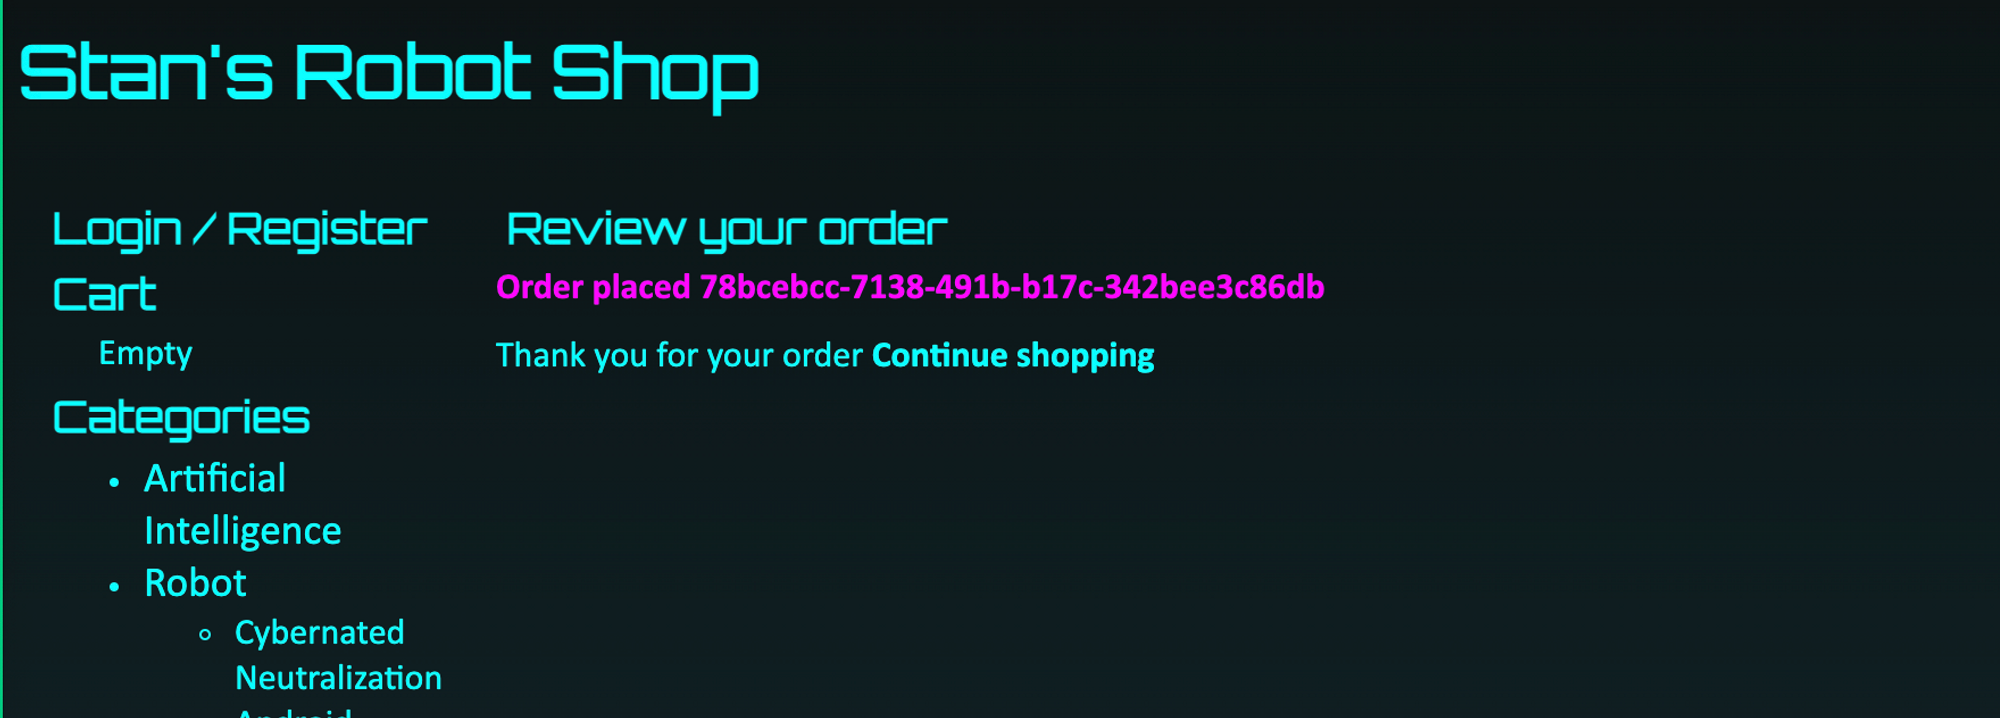 Stan's Robot Shop
Login / Register
Cart
Empty
Categories
Artificial
Intelligence
Robot
Cybernated
Neutralization
Android
Review your order
Order placed 78bcebcc-7138-491b-b17c-342bee3c86db
Thank you for your order Continue shopping